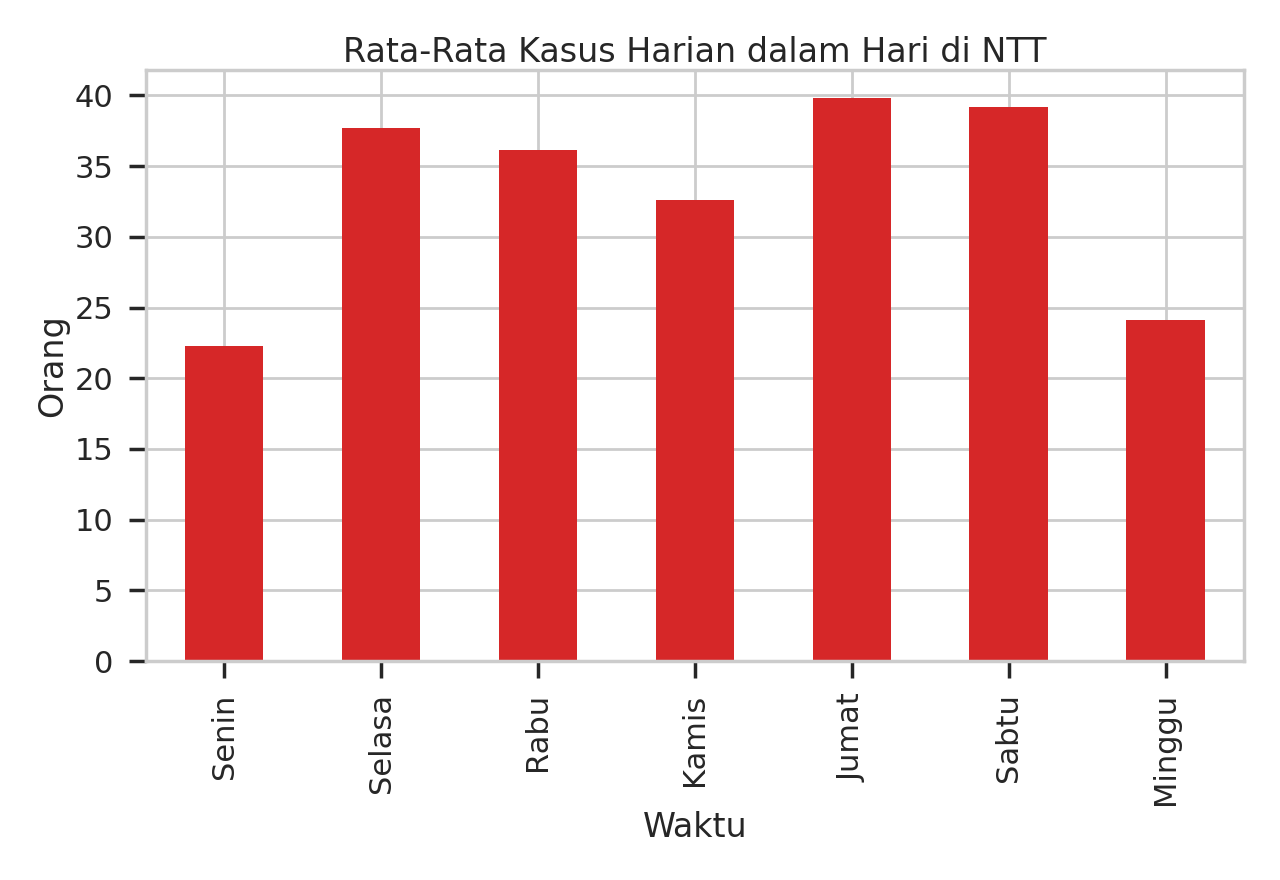 Rata-Rata Kasus Harian dalam Hari di NTT
40
35
30
25
20
15
10
5
0
Orang
Senin
Selasa
Rabu
Kamis
Jumat
Sabtu
Minggu
Waktu